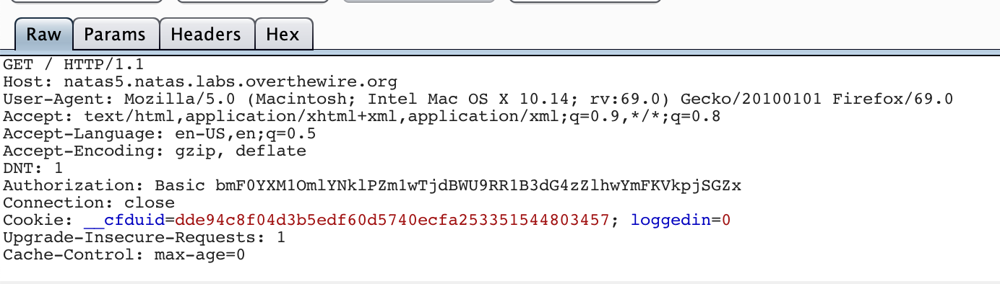 Raw Params Headers Hex
GET / HTTP/1.1
Host: natas5.natas.labs.overthewire.org
User-Agent: Mozilla/5.0 (Macintosh; Intel Mac OS X 10.14; rv:69.0) Gecko/20100101 Firefox/69.0
Accept: text/html,application/xhtml+xml,application/xml;q=0.9,*/*;q=0.8
Accept-Language: en-US,en;q=0.5
Accept-Encoding: gzip, deflate
DNT: 1
Authorization: Basic bmF0YXM1OmlYNklPZm1wTjdBWU9RR1B3dG4zZlhwYmFKVkpjSGZx
Connection: close
Cookie: __cfduid=dde94c8f04d3b5edf60d5740ecfa253351544803457; loggedin=0
Upgrade-Insecure-Requests: 1
Cache-Control: max-age=0